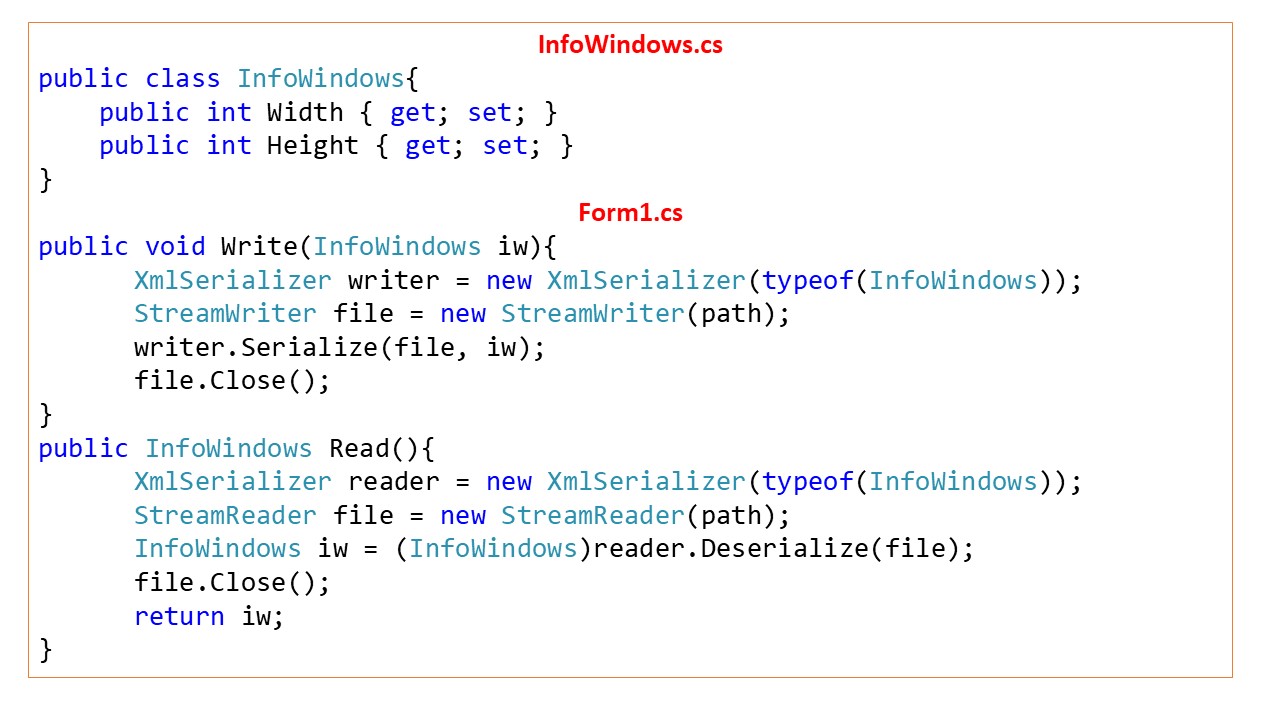 InfoWindows.cs
public class InfoWindows{
    public int Width { get; set; }
    public int Height { get; set; }
}
Form1.cs
public void Write(InfoWindows iw){
      XmlSerializer writer = new XmlSerializer(typeof(InfoWindows));
      StreamWriter file = new StreamWriter(path);
      writer.Serialize(file, iw);
      file.Close();
}
public InfoWindows Read(){
      XmlSerializer reader = new XmlSerializer(typeof(InfoWindows));
      StreamReader file = new StreamReader(path);
      InfoWindows iw = (InfoWindows)reader.Deserialize(file);
      file.Close();
      return iw;
}